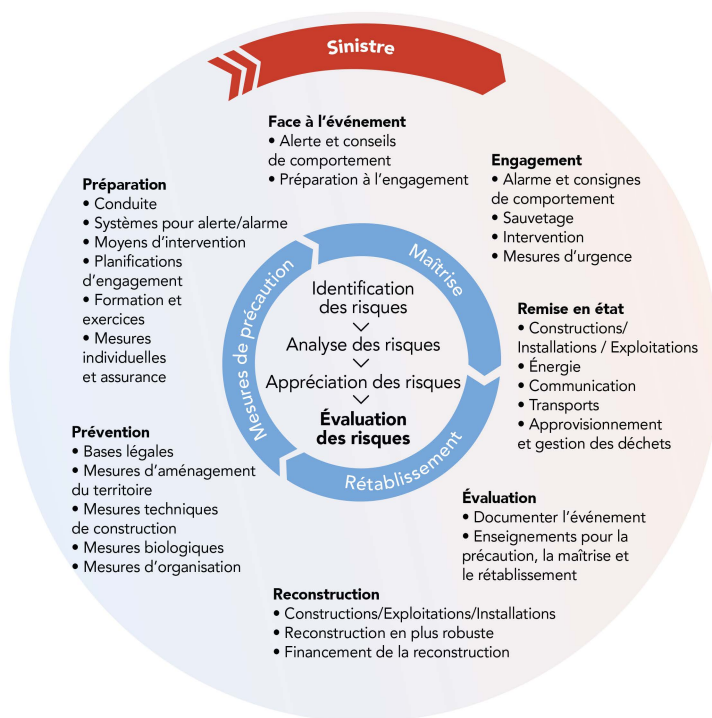 Sinistre
Face à l’événement
• Alerte et conseils
de comportement
• Préparation à l’engagement
Engagement
• Alarme et consignes
de comportement
• Sauvetage
• Intervention
• Mesures d’urgence
Remise en état
• Constructions/
Installations / Exploitations
• Énergie
• Communication
• Transports
• Approvisionnement
et gestion des déchets
Évaluation
• Documenter l’événement
• Enseignements pour la
précaution, la maîtrise et
le rétablissement
Reconstruction
• Constructions/Exploitations/Installations
• Reconstruction en plus robuste
• Financement de la reconstruction
Prévention
• Bases légales
• Mesures d’aménagement
du territoire
• Mesures techniques
de construction
• Mesures biologiques
• Mesures d’organisation
Préparation
• Conduite
• Systèmes pour alerte/alarme
• Moyens d’intervention
• Planifications
d’engagement
• Formation et
exercices
• Mesures
individuelles
et assurance
Maîtrise
Rétablissement
Mesures de précaution
Identification
des risques
Analyse des risques
Appréciation des risques
Évaluation
des risques